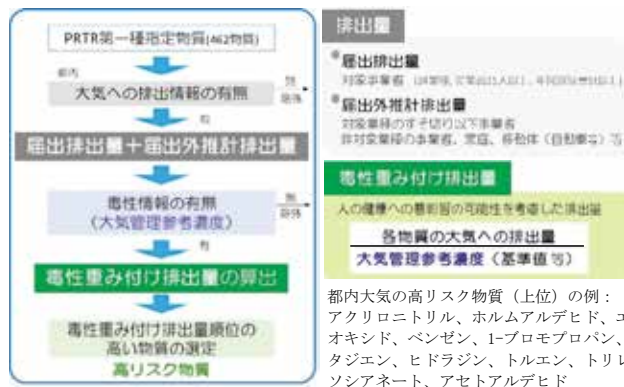 PRTR第一種指定物質(462物質)
都内
大気への排出情報の有無
無
除外
有
届出排出量+届出外推計排出量
毒性情報の有無
(大気管理参考濃度)
無
除外
有
毒性重み付け排出量の算出
毒性重み付け排出量順位の
高い物質の選定
高リスク物質
排出量
届出排出量
対象事業者
届出外推計排出量
対象業種のすそ切り以下事業者
非対象業種の事業者、家庭、移動体(自動車等)等
毒性重み付け排出量
人の健康への悪影響の可能性を考慮した排出量
各物質の大気への排出量
大気管理参考濃度(基準値等)
都内大気の高リスク物質(上位)の例:
アクリロニトリル、ホルムアルデヒド、エ
オキシド、ベンゼン、1-ブロモプロパン、
タジエン、ヒドラジン、トルエン、トリレ
ソシアネート、アセトアルデヒド